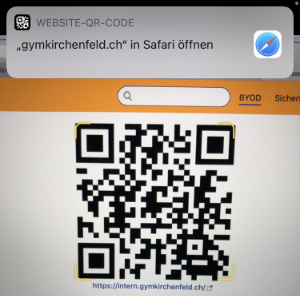 WEBSITE-QR-CODE
„gymkirchenfeld.ch“ in Safari öffnen
BYOD Sicher
https://intern.gymkirchenfeld.ch/